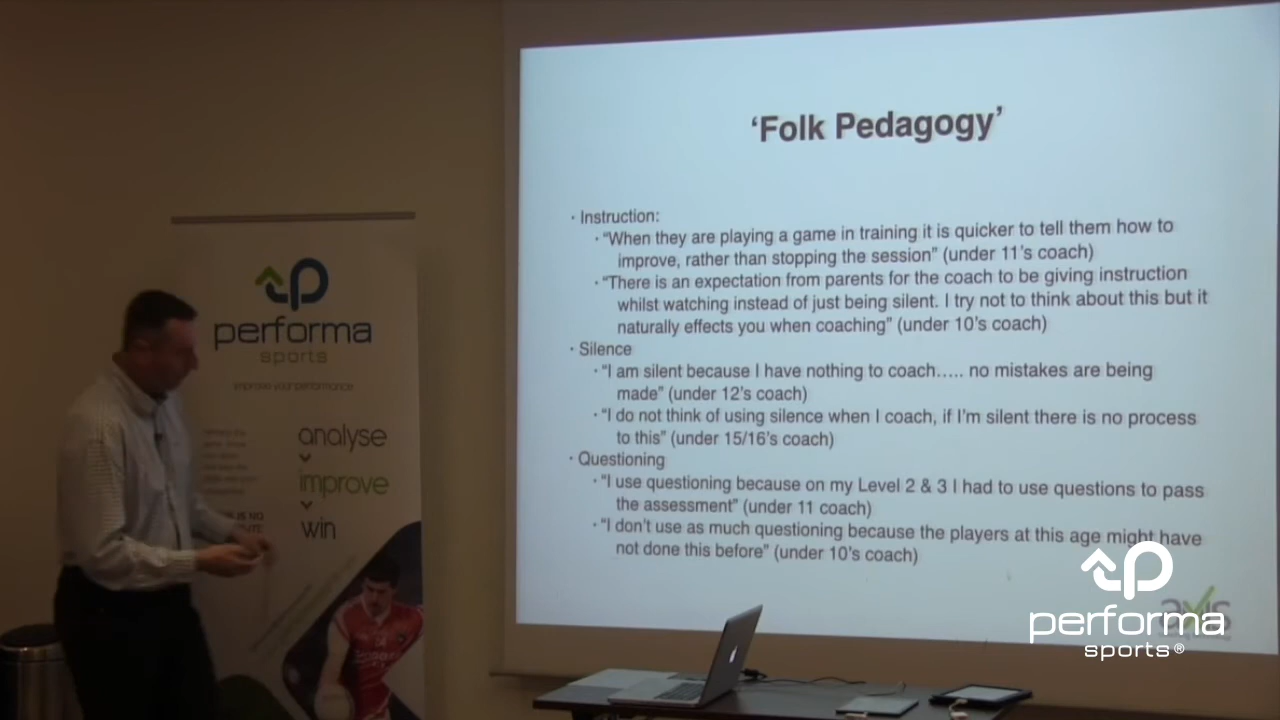 ‘Folk Pedagogy’
· Instruction:
· “When they are playing a game in training it is quicker to tell them how to
improve, rather than stopping the session” (under 11’s coach)
· “There is an expectation from parents for the coach to be giving instruction
whilst watching instead of just being silent. I try not to think about this but it
naturally effects you when coaching” (under 10’s coach)
· Silence
· “I am silent because I have nothing to coach..... no mistakes are being
made” (under 12’s coach)
· “I do not think of using silence when I coach, if I’m silent there is no process
to this” (under 15/16’s coach)
· Questioning
· “I use questioning because on my Level 2 & 3 I had to use questions to pass
the assessment” (under 11 coach)
· “I don’t use as much questioning because the players at this age might have
not done this before” (under 10’s coach)
performa
sports
improve your performance
analyse
improve
win
axis
performa
sports®